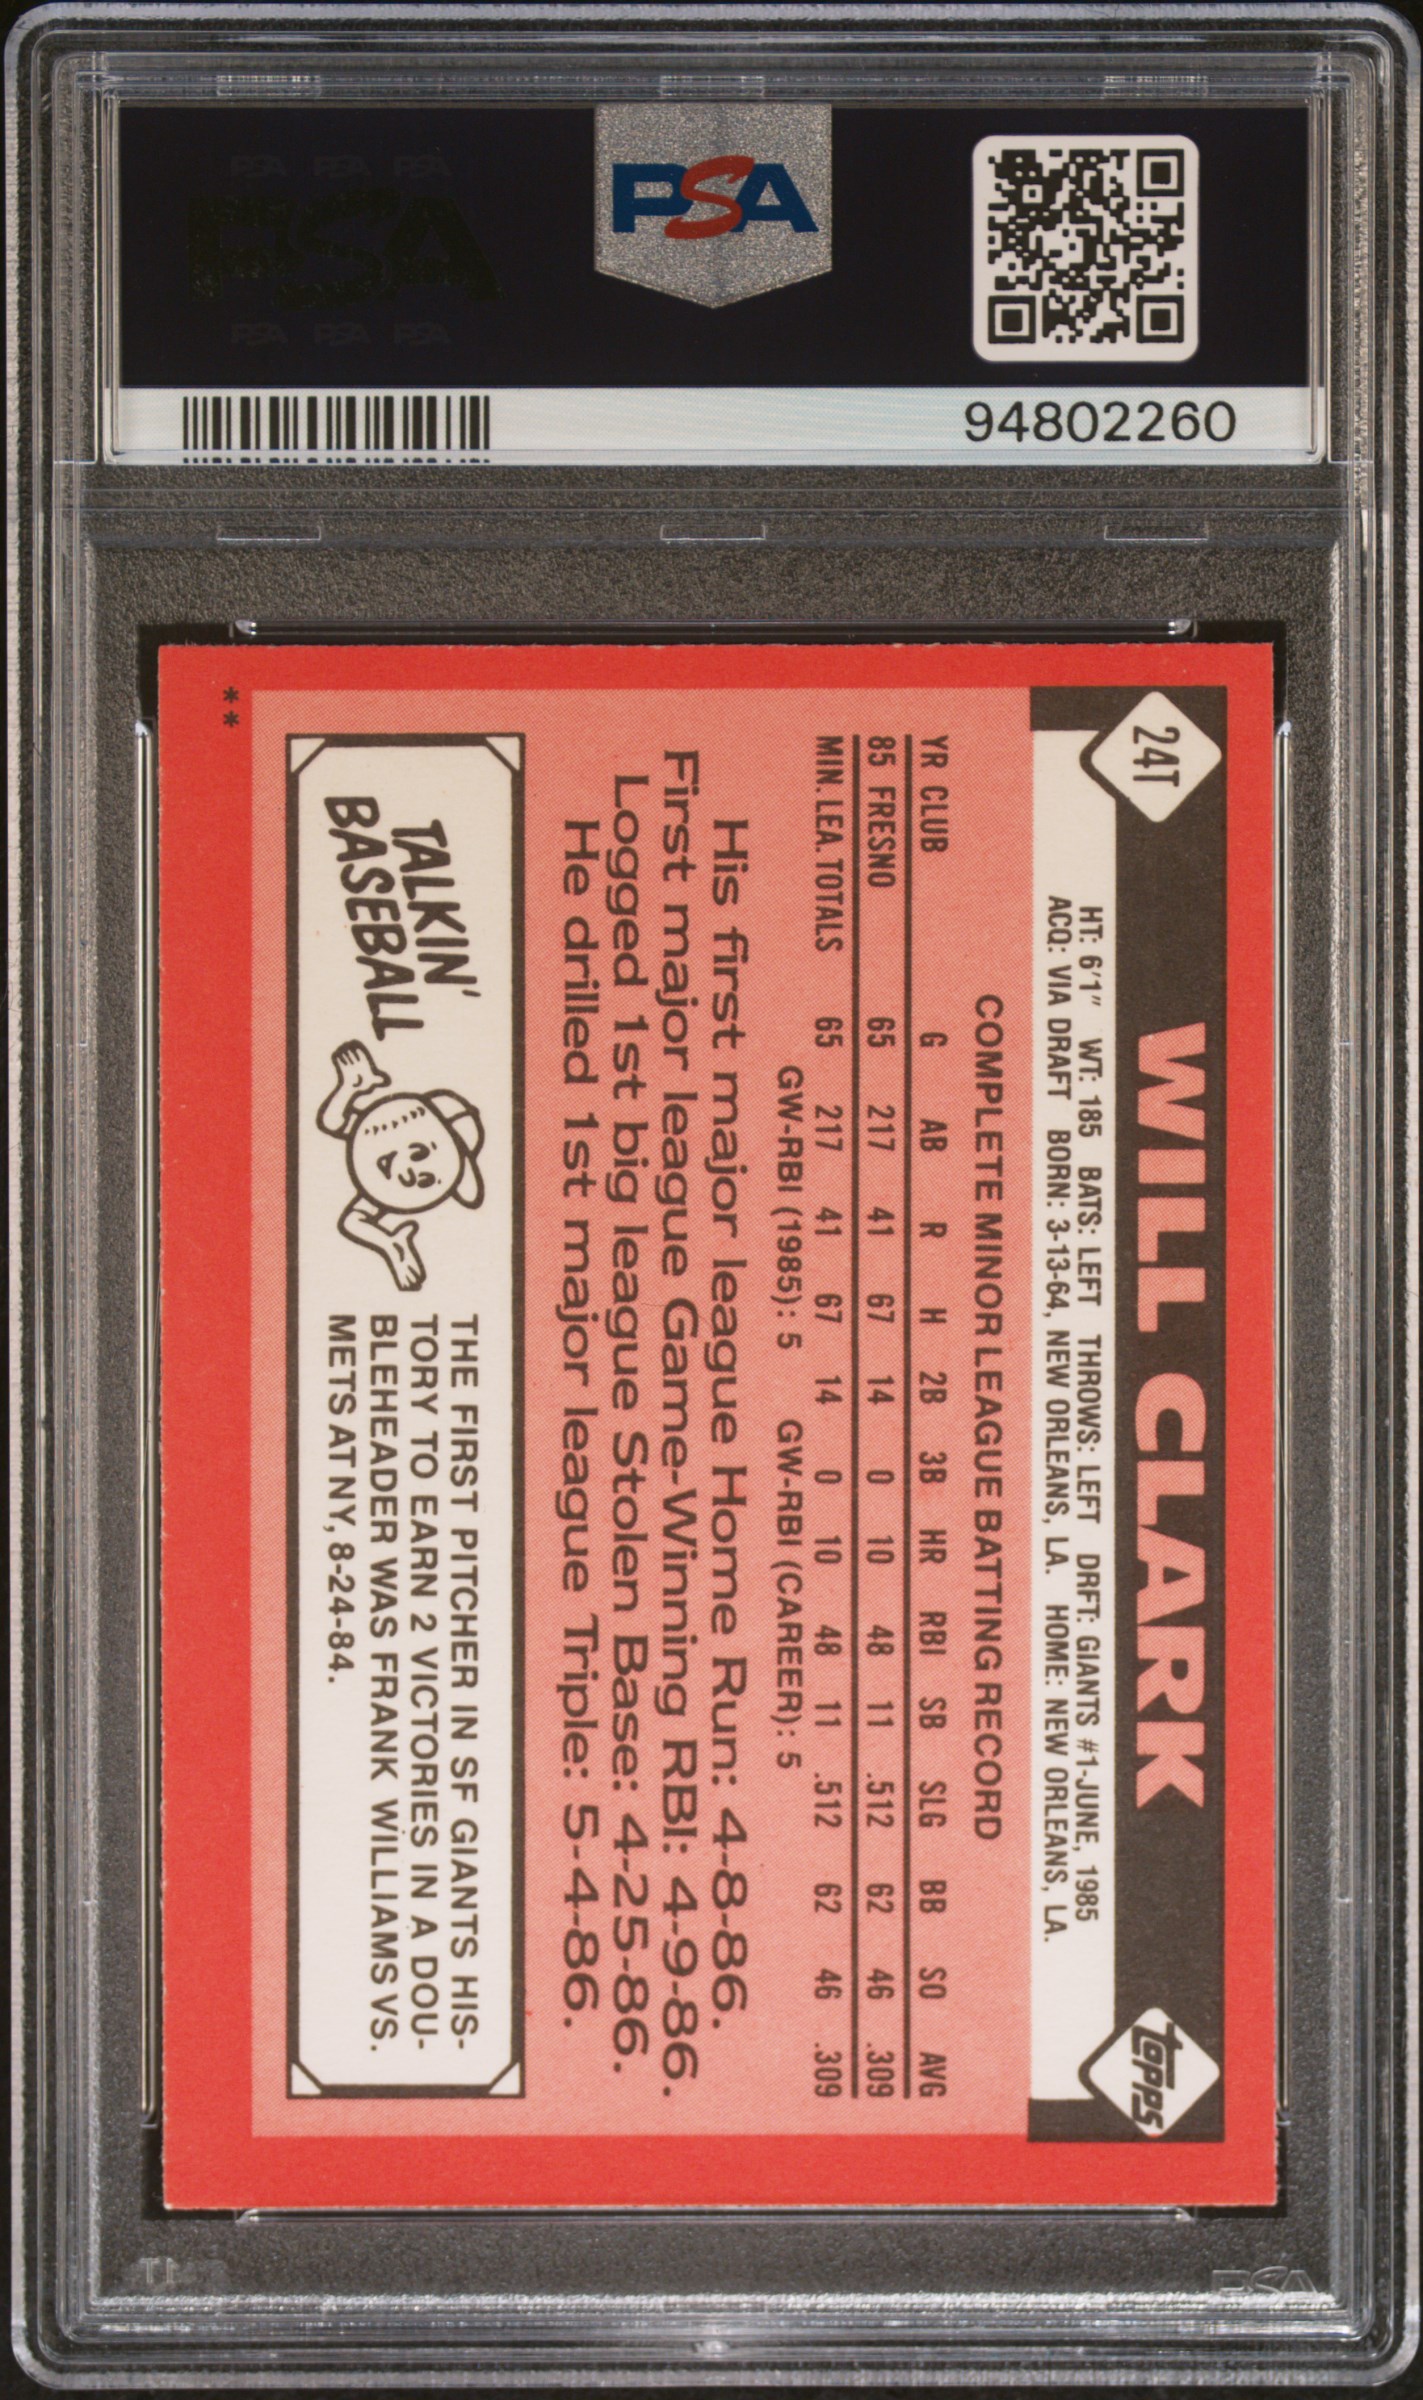 PSA PSA PSA
PSA
PSA PSA PSA
PSA
94802260
24T
WILL CLARK
topps
HT: 6'1" WT: 185 BATS: LEFT THROWS: LEFT DRFT: GIANTS #1-JUNE, 1985
ACQ: VIA DRAFT BORN: 3-13-64, NEW ORLEANS, LA. HOME: NEW ORLEANS, LA.
COMPLETE MINOR LEAGUE BATTING RECORD
YR CLUB G AB R H 2B 3B HR RBI SB SLG BB SO AVG
85 FRESNO 65 217 41 67 14 0 10 48 11 .512 62 46 .309
MIN. LEA. TOTALS 65 217 41 67 14 0 10 48 11 .512 62 46 .309
GW-RBI (1985): 5 GW-RBI (CAREER): 5
His first major league Home Run: 4-8-86.
First major league Game-Winning RBI: 4-9-86.
Logged 1st big league Stolen Base: 4-25-86.
He drilled 1st major league Triple: 5-4-86.
TALKIN'
BASEBALL
THE FIRST PITCHER IN SF GIANTS HIS-
TORY TO EARN 2 VICTORIES IN A DOU-
BLEHEADER WAS FRANK WILLIAMS VS.
METS AT NY, 8-24-84.
**
PSA